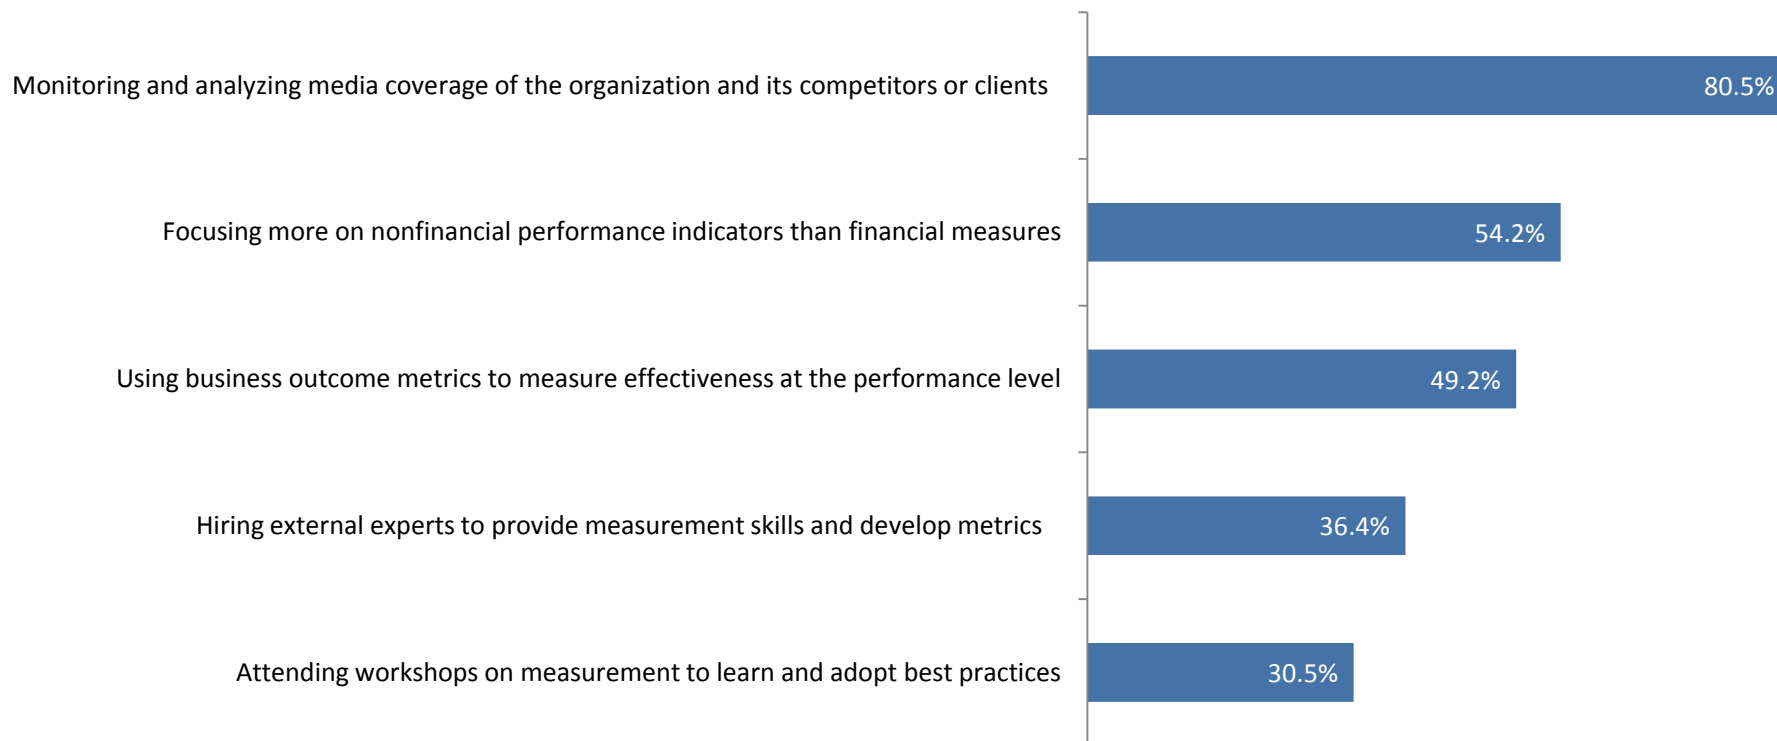 Monitoring and analyzing media coverage of the organization and its competitors or clients
80.5%
Focusing more on nonfinancial performance indicators than financial measures
54.2%
Using business outcome metrics to measure effectiveness at the performance level
49.2%
Hiring external experts to provide measurement skills and develop metrics
36.4%
Attending workshops on measurement to learn and adopt best practices
30.5%